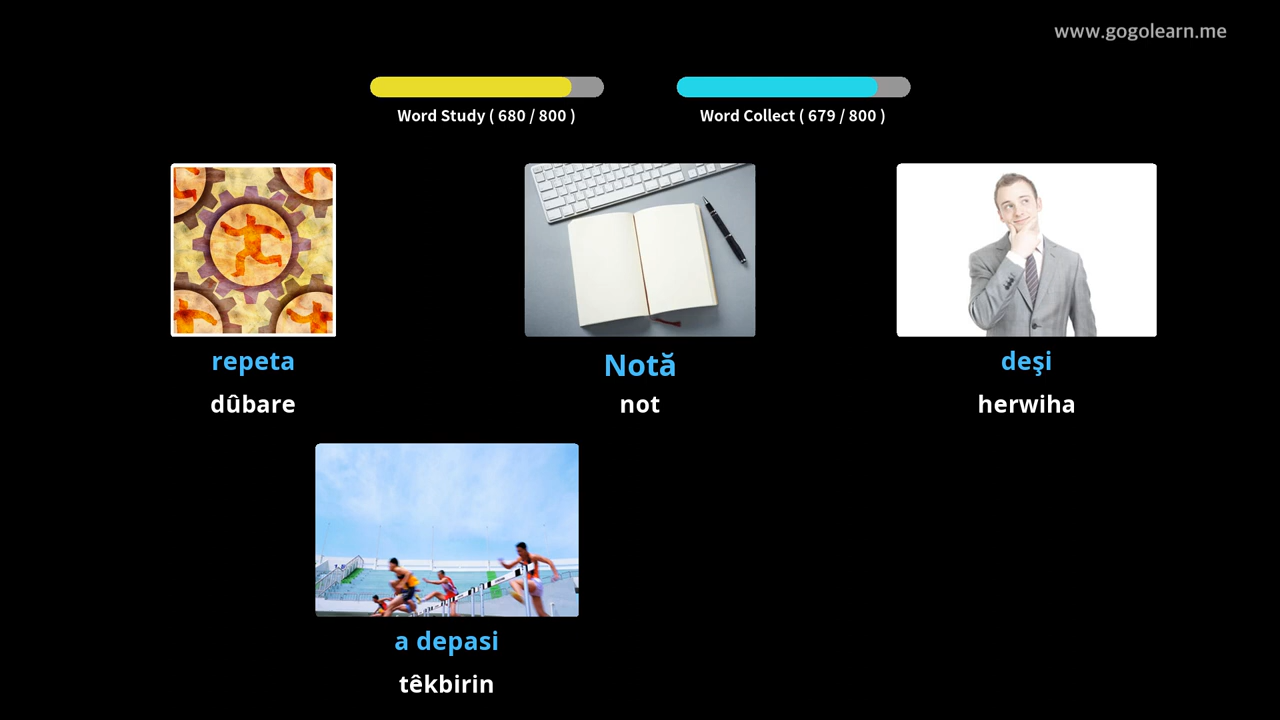 www.gogolearn.me
Word Study ( 680 / 800 )
Word Collect ( 679 / 800 )
repeta
dûbare
Notă
not
deşi
herwiha
a depasi
têkbirin